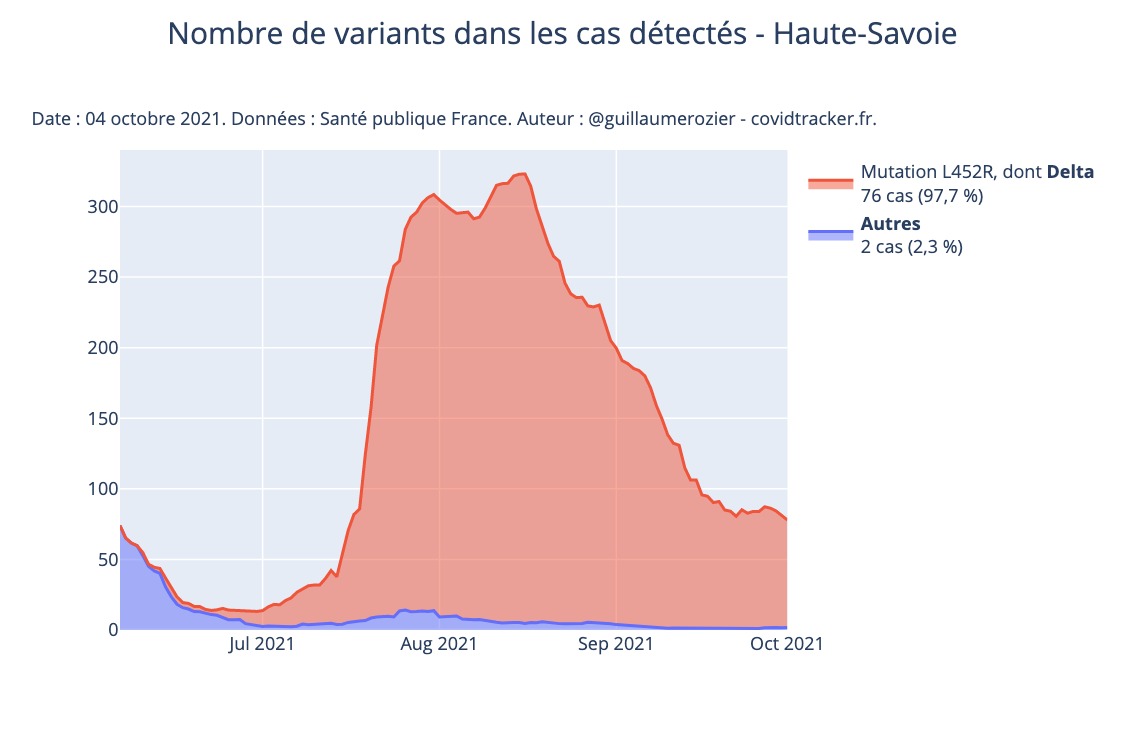 Nombre de variants dans les cas détectés - Haute-Savoie
Date : 04 octobre 2021. Données : Santé publique France. Auteur : @guillaumerozier - covidtracker.fr.
Mutation L452R, dont Delta
76 cas (97,7 %)
Autres
2 cas (2,3 %)
300
250
200
150
100
50
0
Jul 2021
Aug 2021
Sep 2021
Oct 2021